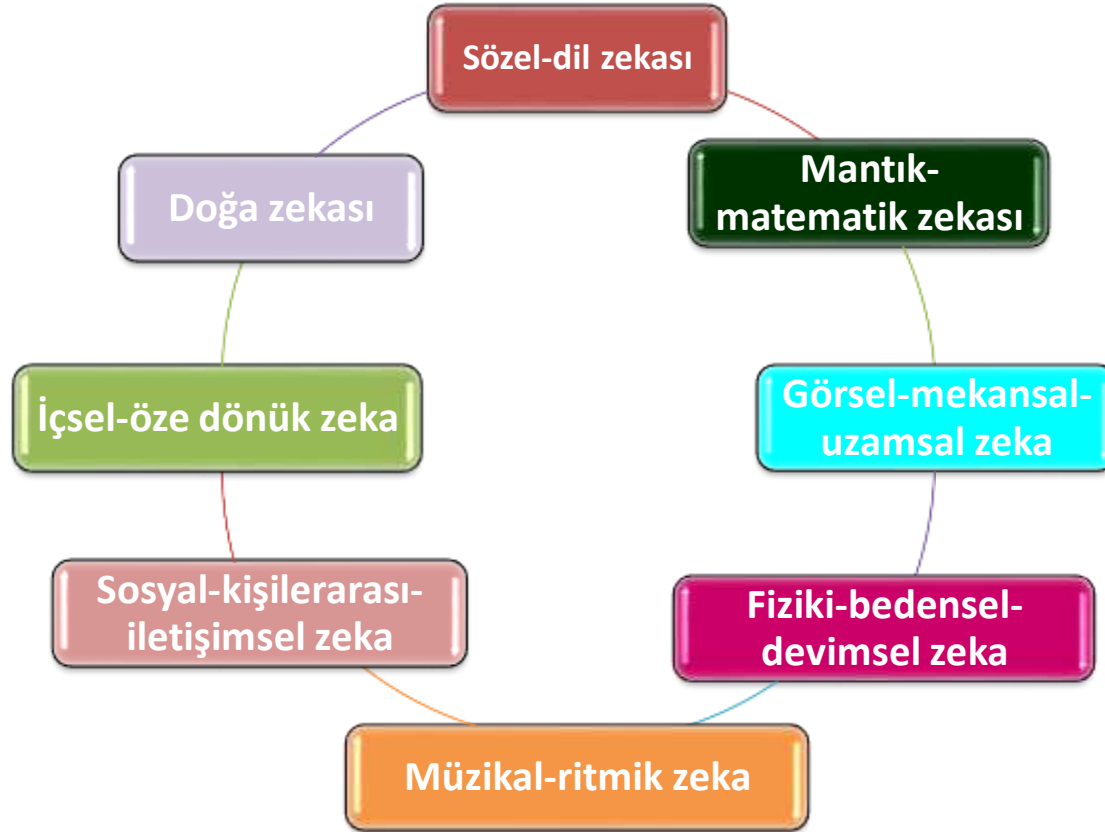 Sözel-dil zekası
Mantık-
matematik zekası
Görsel-mekansal-
uzamsal zeka
Fiziki-bedensel-
devimsel zeka
Müzikal-ritmik zeka
Sosyal-kişilerarası-
iletişimsel zeka
İçsel-öze dönük zeka
Doğa zekası